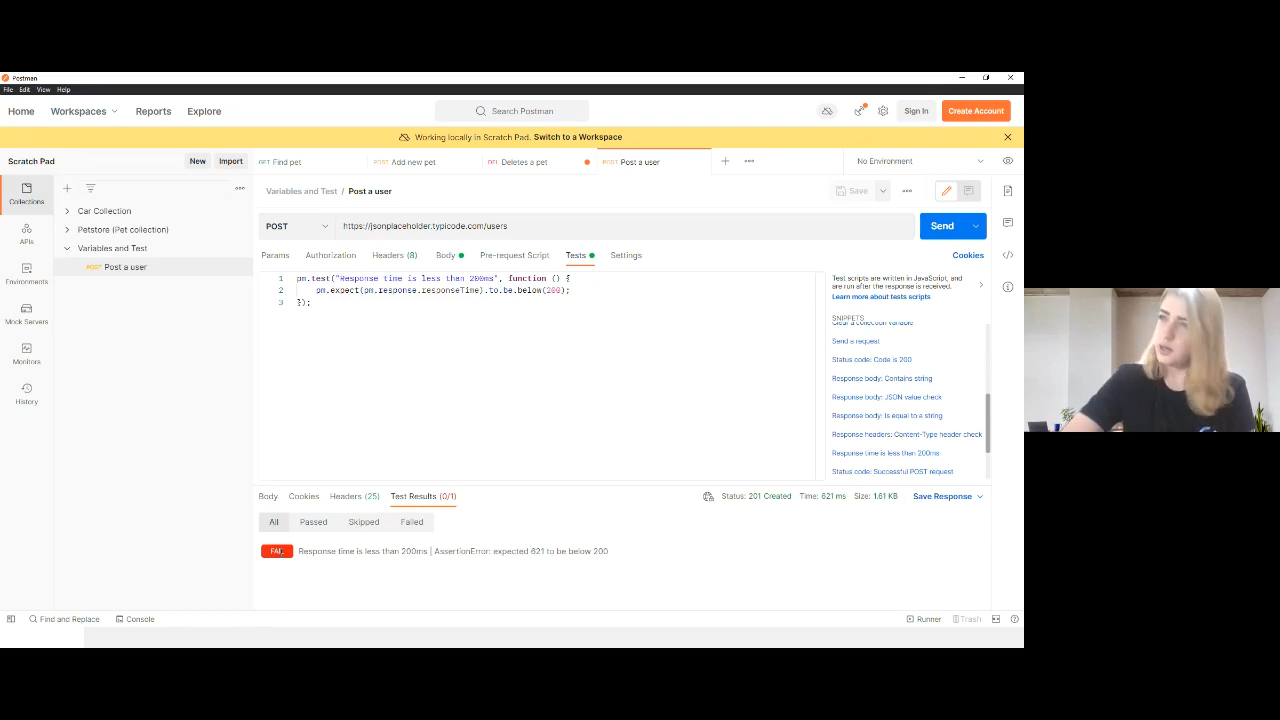 Postman
File Edit View Help
Home Workspaces Reports Explore
Search Postman
Sign In Create Account
Working locally in Scratch Pad. Switch to a Workspace
Scratch Pad New Import
GET Find pet
POST Add new pet
DELETE Deletes a pet
POST Post a user
No Environment
Collections
APIs
Environments
Mock Servers
Monitors
History
Car Collection
Petstore (Pet collection)
Variables and Test
POST Post a user
Variables and Test / Post a user
Save
POST https://jsonplaceholder.typicode.com/users
Send
Params Authorization Headers (8) Body Pre-request Script Tests Settings
Cookies
1 pm.test("Response time is less than 200ms", function () {
2 pm.expect(pm.response.responseTime).to.be.below(200);
3 });
Test scripts are written in JavaScript, and
are run after the response is received.
Learn more about tests scripts
SNIPPETS
Clear a collection variable
Send a request
Status code: Code is 200
Response body: Contains string
Response body: JSON value check
Response body: Is equal to a string
Response headers: Content-Type header check
Response time is less than 200ms
Status code: Successful POST request
Body Cookies Headers (25) Test Results (0/1)
Status: 201 Created Time: 621 ms Size: 1.61 KB Save Response
All Passed Skipped Failed
FAIL Response time is less than 200ms | AssertionError: expected 621 to be below 200
Find and Replace Console
Runner Trash